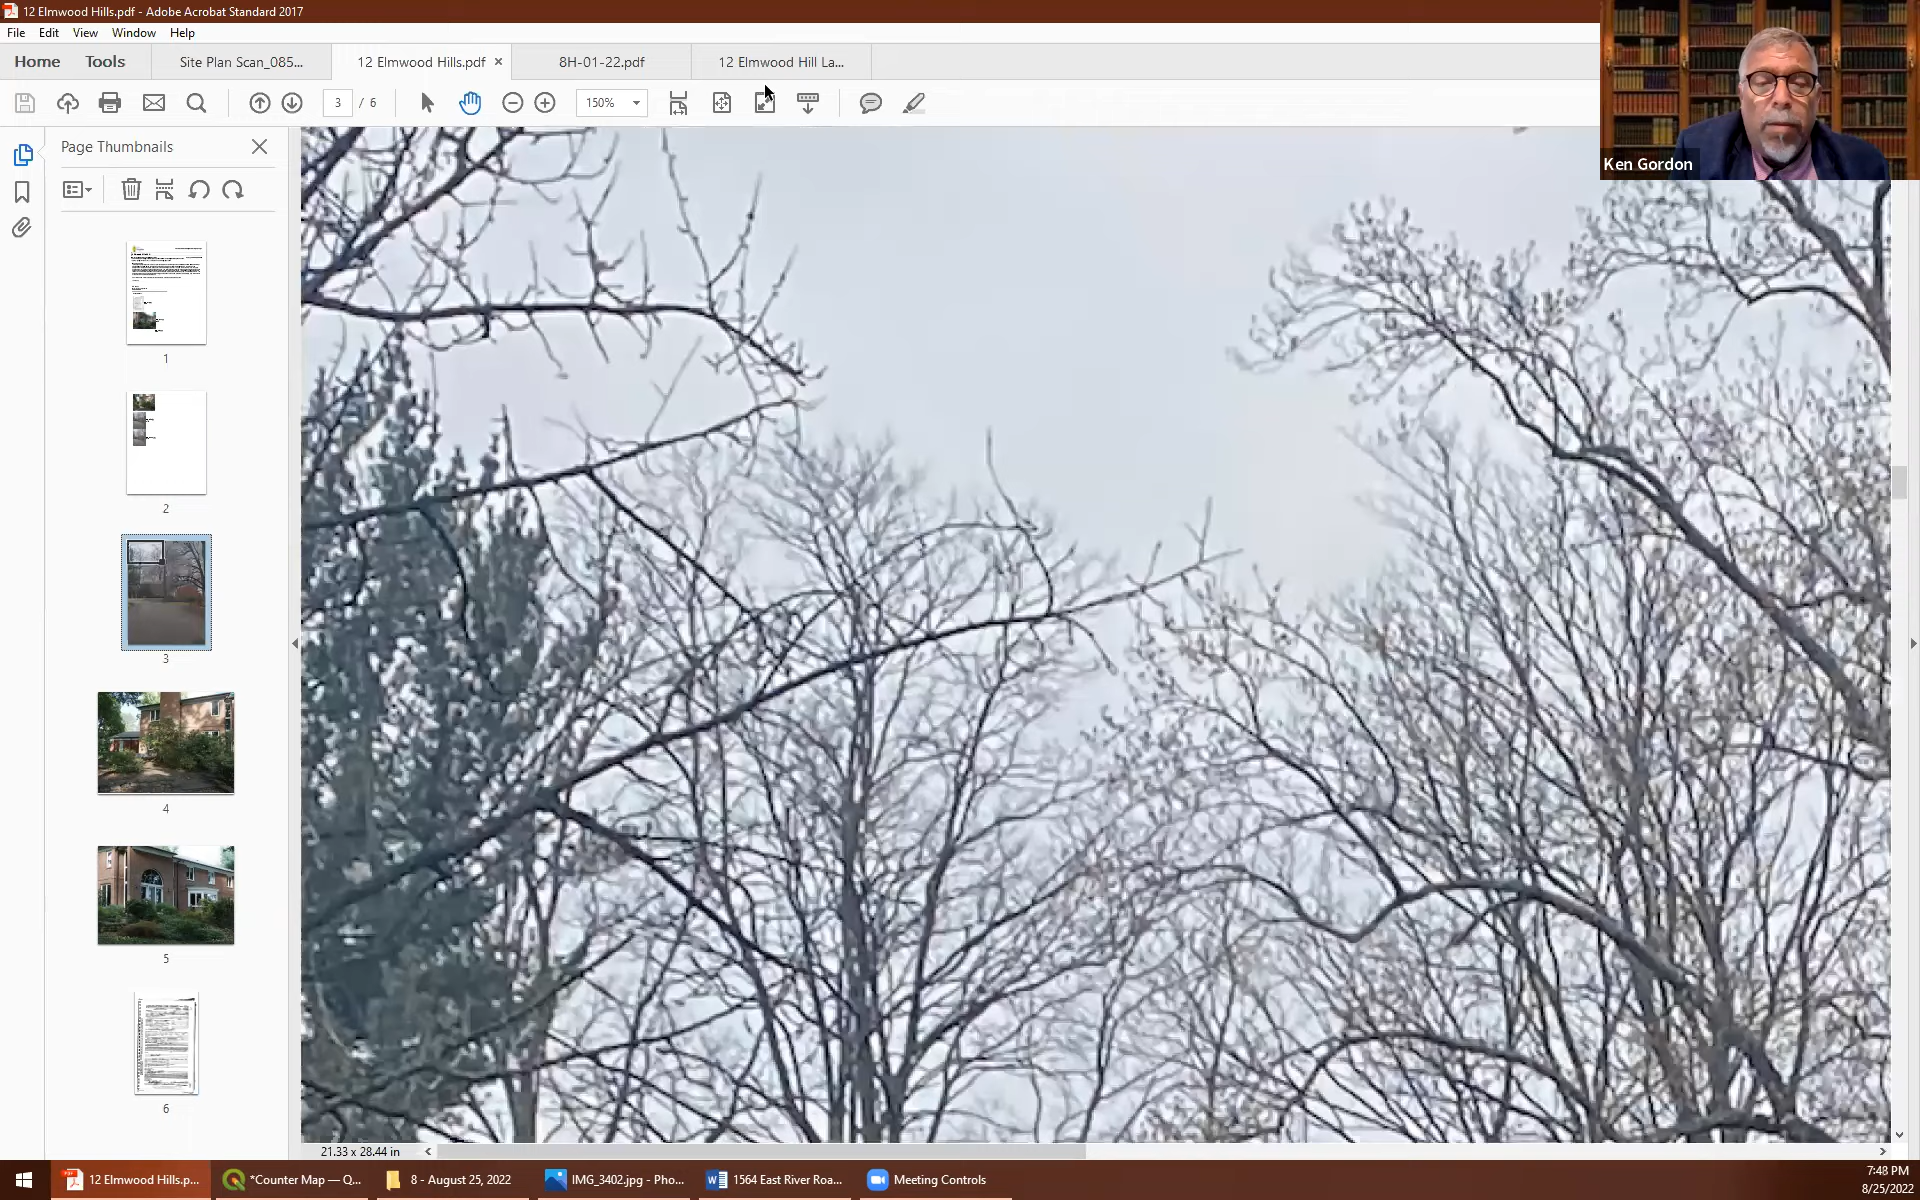 12 Elmwood Hills.pdf - Adobe Acrobat Standard 2017
File Edit View Window Help
Home Tools Site Plan Scan_085... 12 Elmwood Hills.pdf × 8H-01-22.pdf 12 Elmwood Hill La...
3 / 6 150%
Ken Gordon
Page Thumbnails
1
2
3
4
5
6
21.33 x 28.44 in
12 Elmwood Hills.p... *Counter Map — Q... 8 - August 25, 2022 IMG_3402.jpg - Pho... 1564 East River Roa... Meeting Controls
7:48 PM
8/25/2022